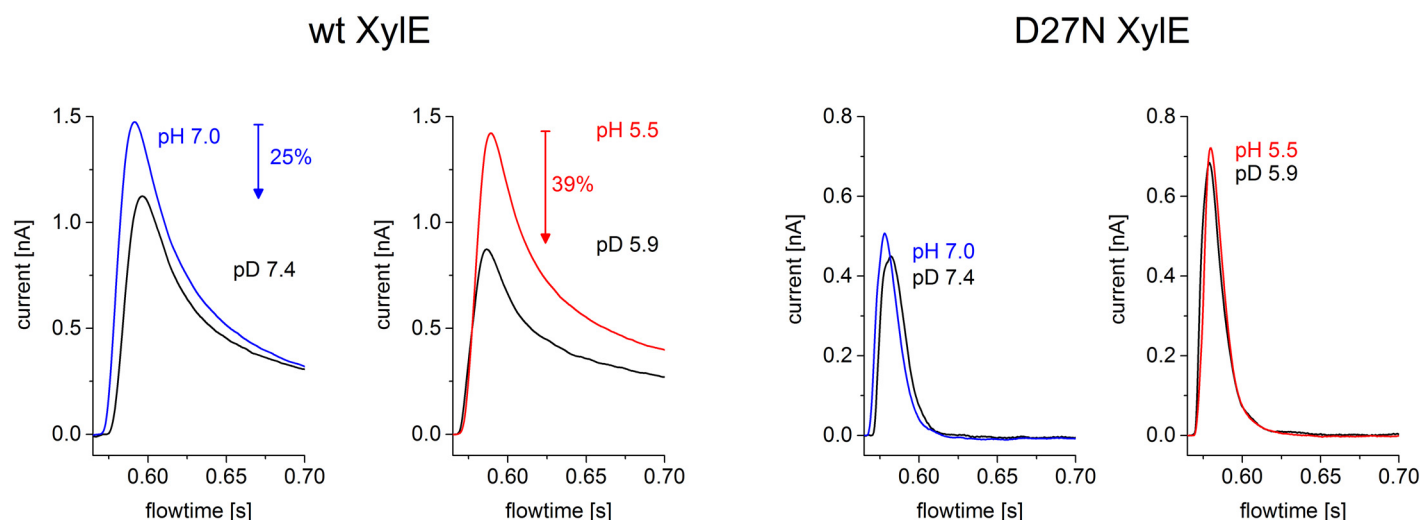 wt XylE
D27N XylE
1.5
1.0
0.5
0.0
current [nA]
pH 7.0
25%
pD 7.4
0.60
0.65
0.70
flowtime [s]
1.5
1.0
0.5
0.0
current [nA]
pH 5.5
39%
pD 5.9
0.60
0.65
0.70
flowtime [s]
0.8
0.6
0.4
0.2
0.0
current [nA]
pH 7.0
pD 7.4
0.60
0.65
0.70
flowtime [s]
0.8
0.6
0.4
0.2
0.0
current [nA]
pH 5.5
pD 5.9
0.60
0.65
0.70
flowtime [s]